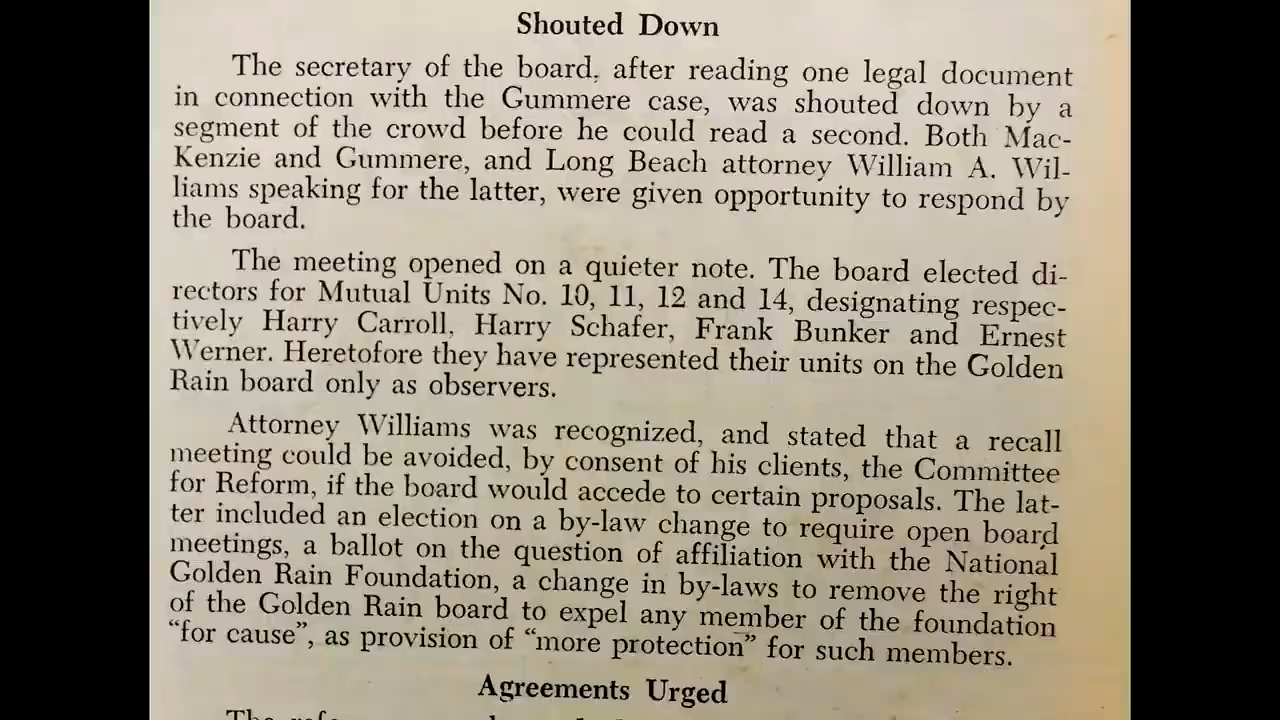 Shouted Down
The secretary of the board, after reading one legal document
in connection with the Gummere case, was shouted down by a
segment of the crowd before he could read a second. Both Mac-
Kenzie and Gummere, and Long Beach attorney William A. Wil-
liams speaking for the latter, were given opportunity to respond by
the board.
The meeting opened on a quieter note. The board elected di-
rectors for Mutual Units No. 10, 11, 12 and 14, designating respec-
tively Harry Carroll, Harry Schafer, Frank Bunker and Ernest
Werner. Heretofore they have represented their units on the Golden
Rain board only as observers.
Attorney Williams was recognized, and stated that a recall
meeting could be avoided, by consent of his clients, the Committee
for Reform, if the board would accede to certain proposals. The lat-
ter included an election on a by-law change to require open board
meetings, a ballot on the question of affiliation with the National
Golden Rain Foundation, a change in by-laws to remove the right
of the Golden Rain board to expel any member of the foundation
“for cause”, as provision of “more protection” for such members.
Agreements Urged
The